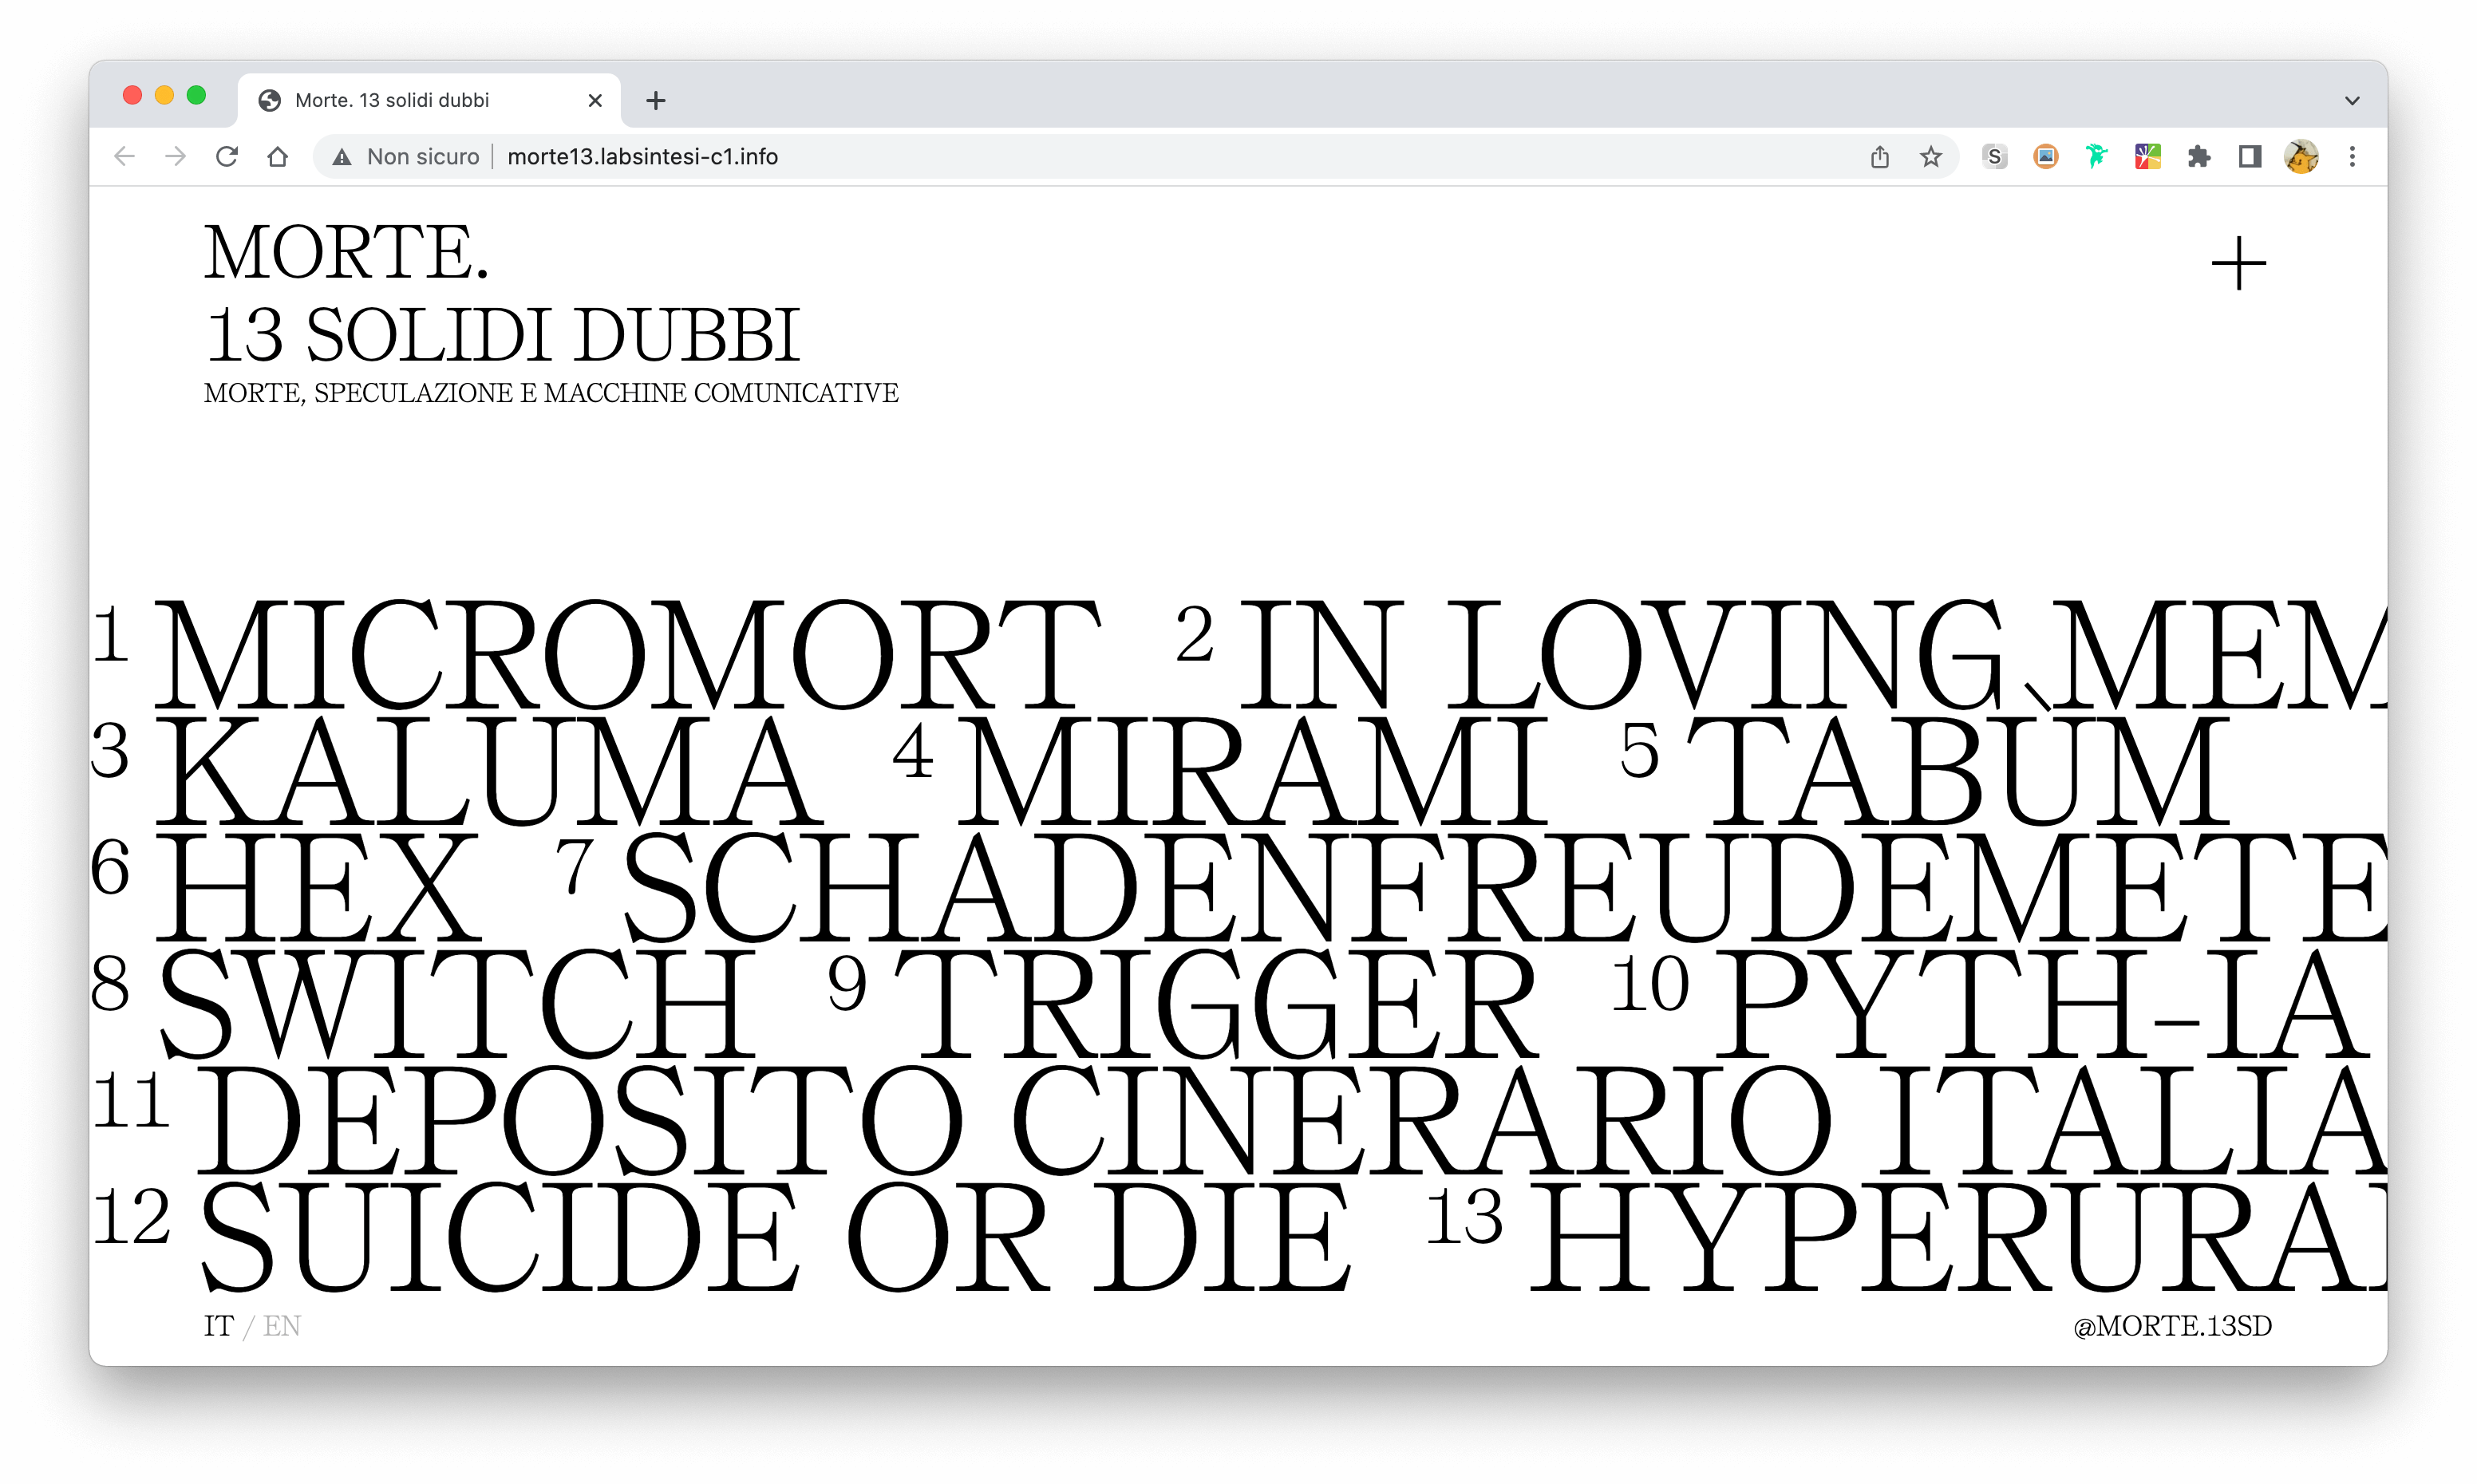 Morte. 13 solidi dubbi
Non sicuro | morte13.labsintesi-c1.info
MORTE.
13 SOLIDI DUBBI
MORTE, SPECULAZIONE E MACCHINE COMUNICATIVE
1 MICROMORT 2 IN LOVING MEM
3 KALUMA 4 MIRAMI 5 TABÙM
6 HEX 7 SCHADENFREUDEMETE
8 SWITCH 9 TRIGGER 10 PYTH-IA
11 DEPOSITO CINERARIO ITALIA
12 SUICIDE OR DIE 13 HYPERURA
IT / EN
@MORTE.13SD